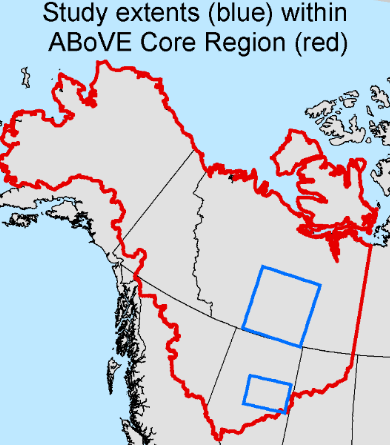 Study extents (blue) within
ABoVE Core Region (red)